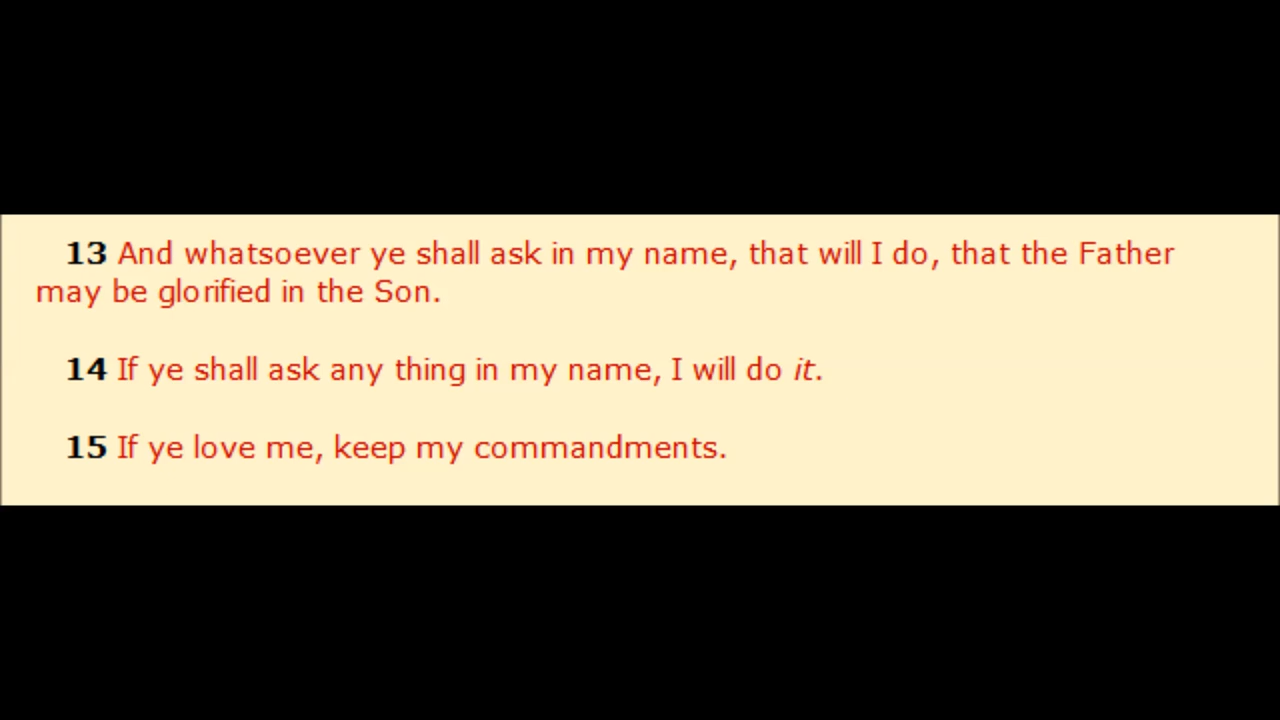 13 And whatsoever ye shall ask in my name, that will I do, that the Father
may be glorified in the Son.
14 If ye shall ask any thing in my name, I will do it.
15 If ye love me, keep my commandments.